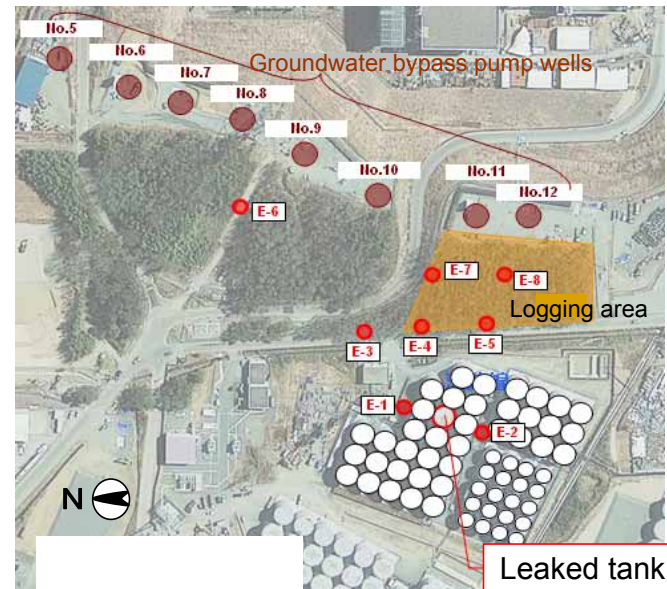 No.5
No.6
No.7
Groundwater bypass pump wells
No.8
No.9
No.10
No.11
No.12
E-6
E-7
E-8
Logging area
E-3
E-4
E-5
E-1
E-2
N
Leaked tank